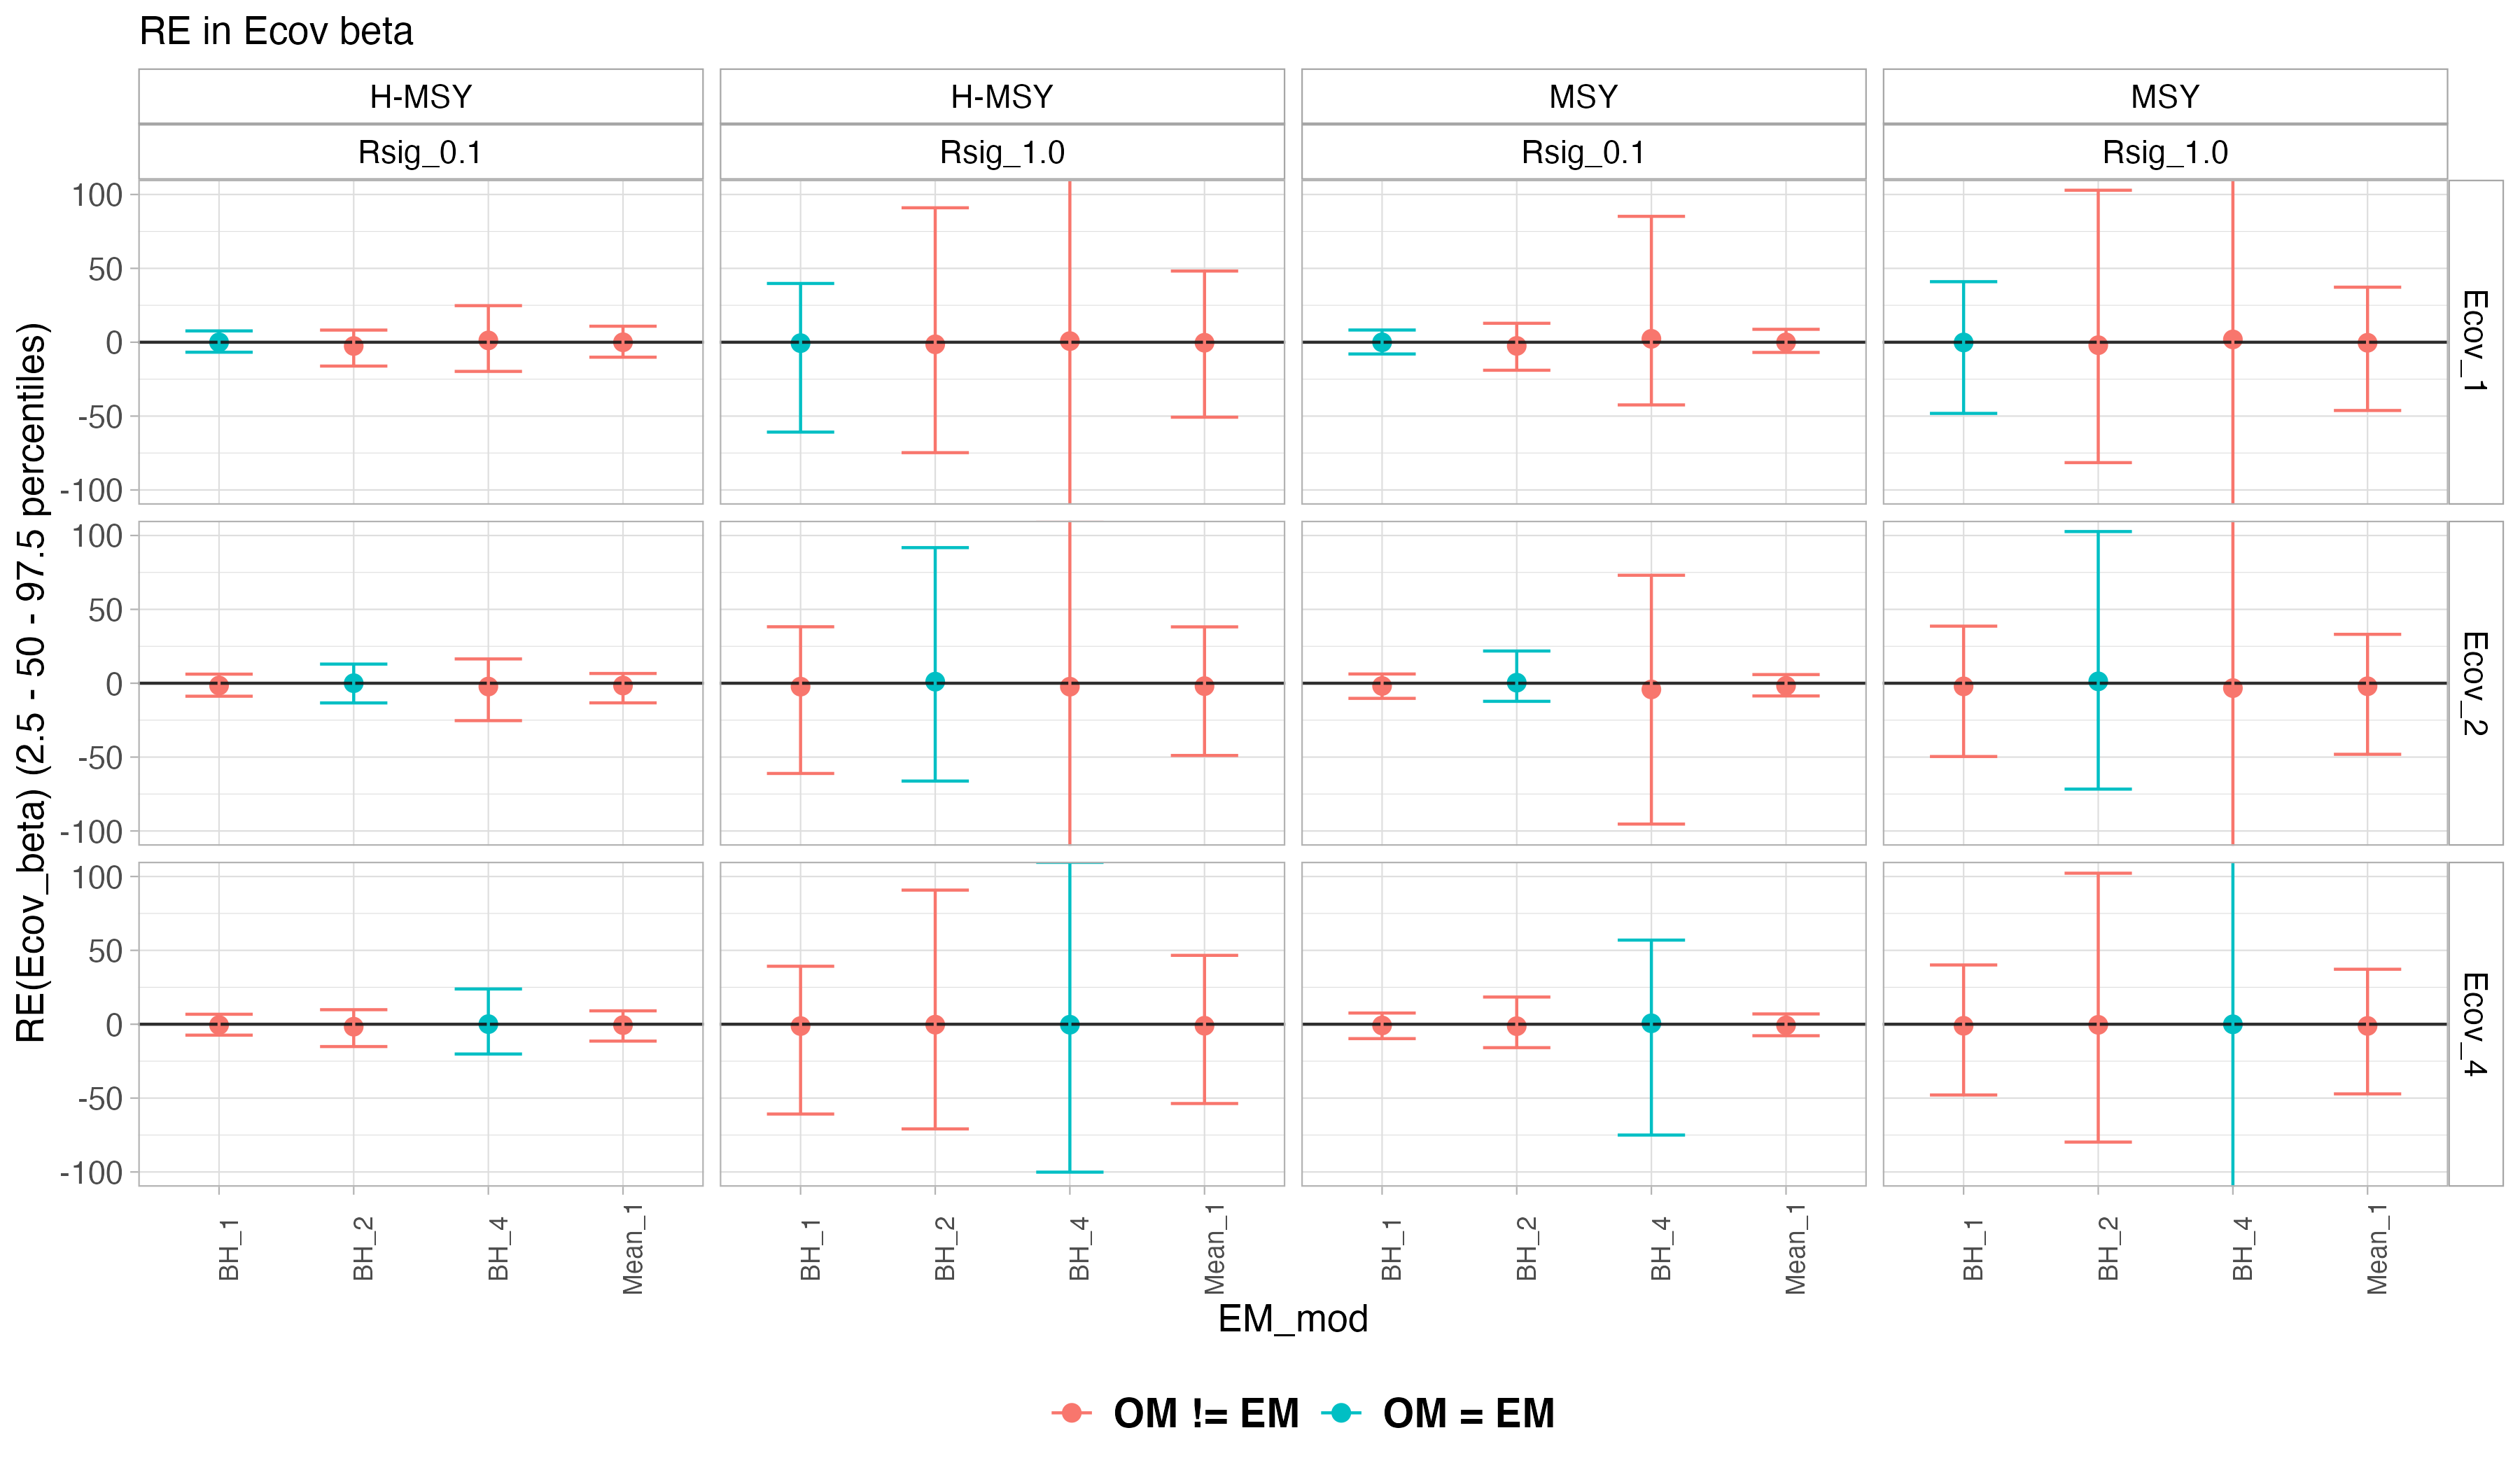 RE in Ecov beta
H-MSY H-MSY MSY MSY
Rsig_0.1 Rsig_1.0 Rsig_0.1 Rsig_1.0
RE(Ecov_beta) (2.5 - 50 - 97.5 percentiles)
100
50
0
-50
-100
Ecov_1
100
50
0
-50
-100
Ecov_2
100
50
0
-50
-100
Ecov_4
BH_1 BH_2 BH_4 Mean_1 BH_1 BH_2 BH_4 Mean_1 BH_1 BH_2 BH_4 Mean_1 BH_1 BH_2 BH_4 Mean_1
EM_mod
OM != EM OM = EM